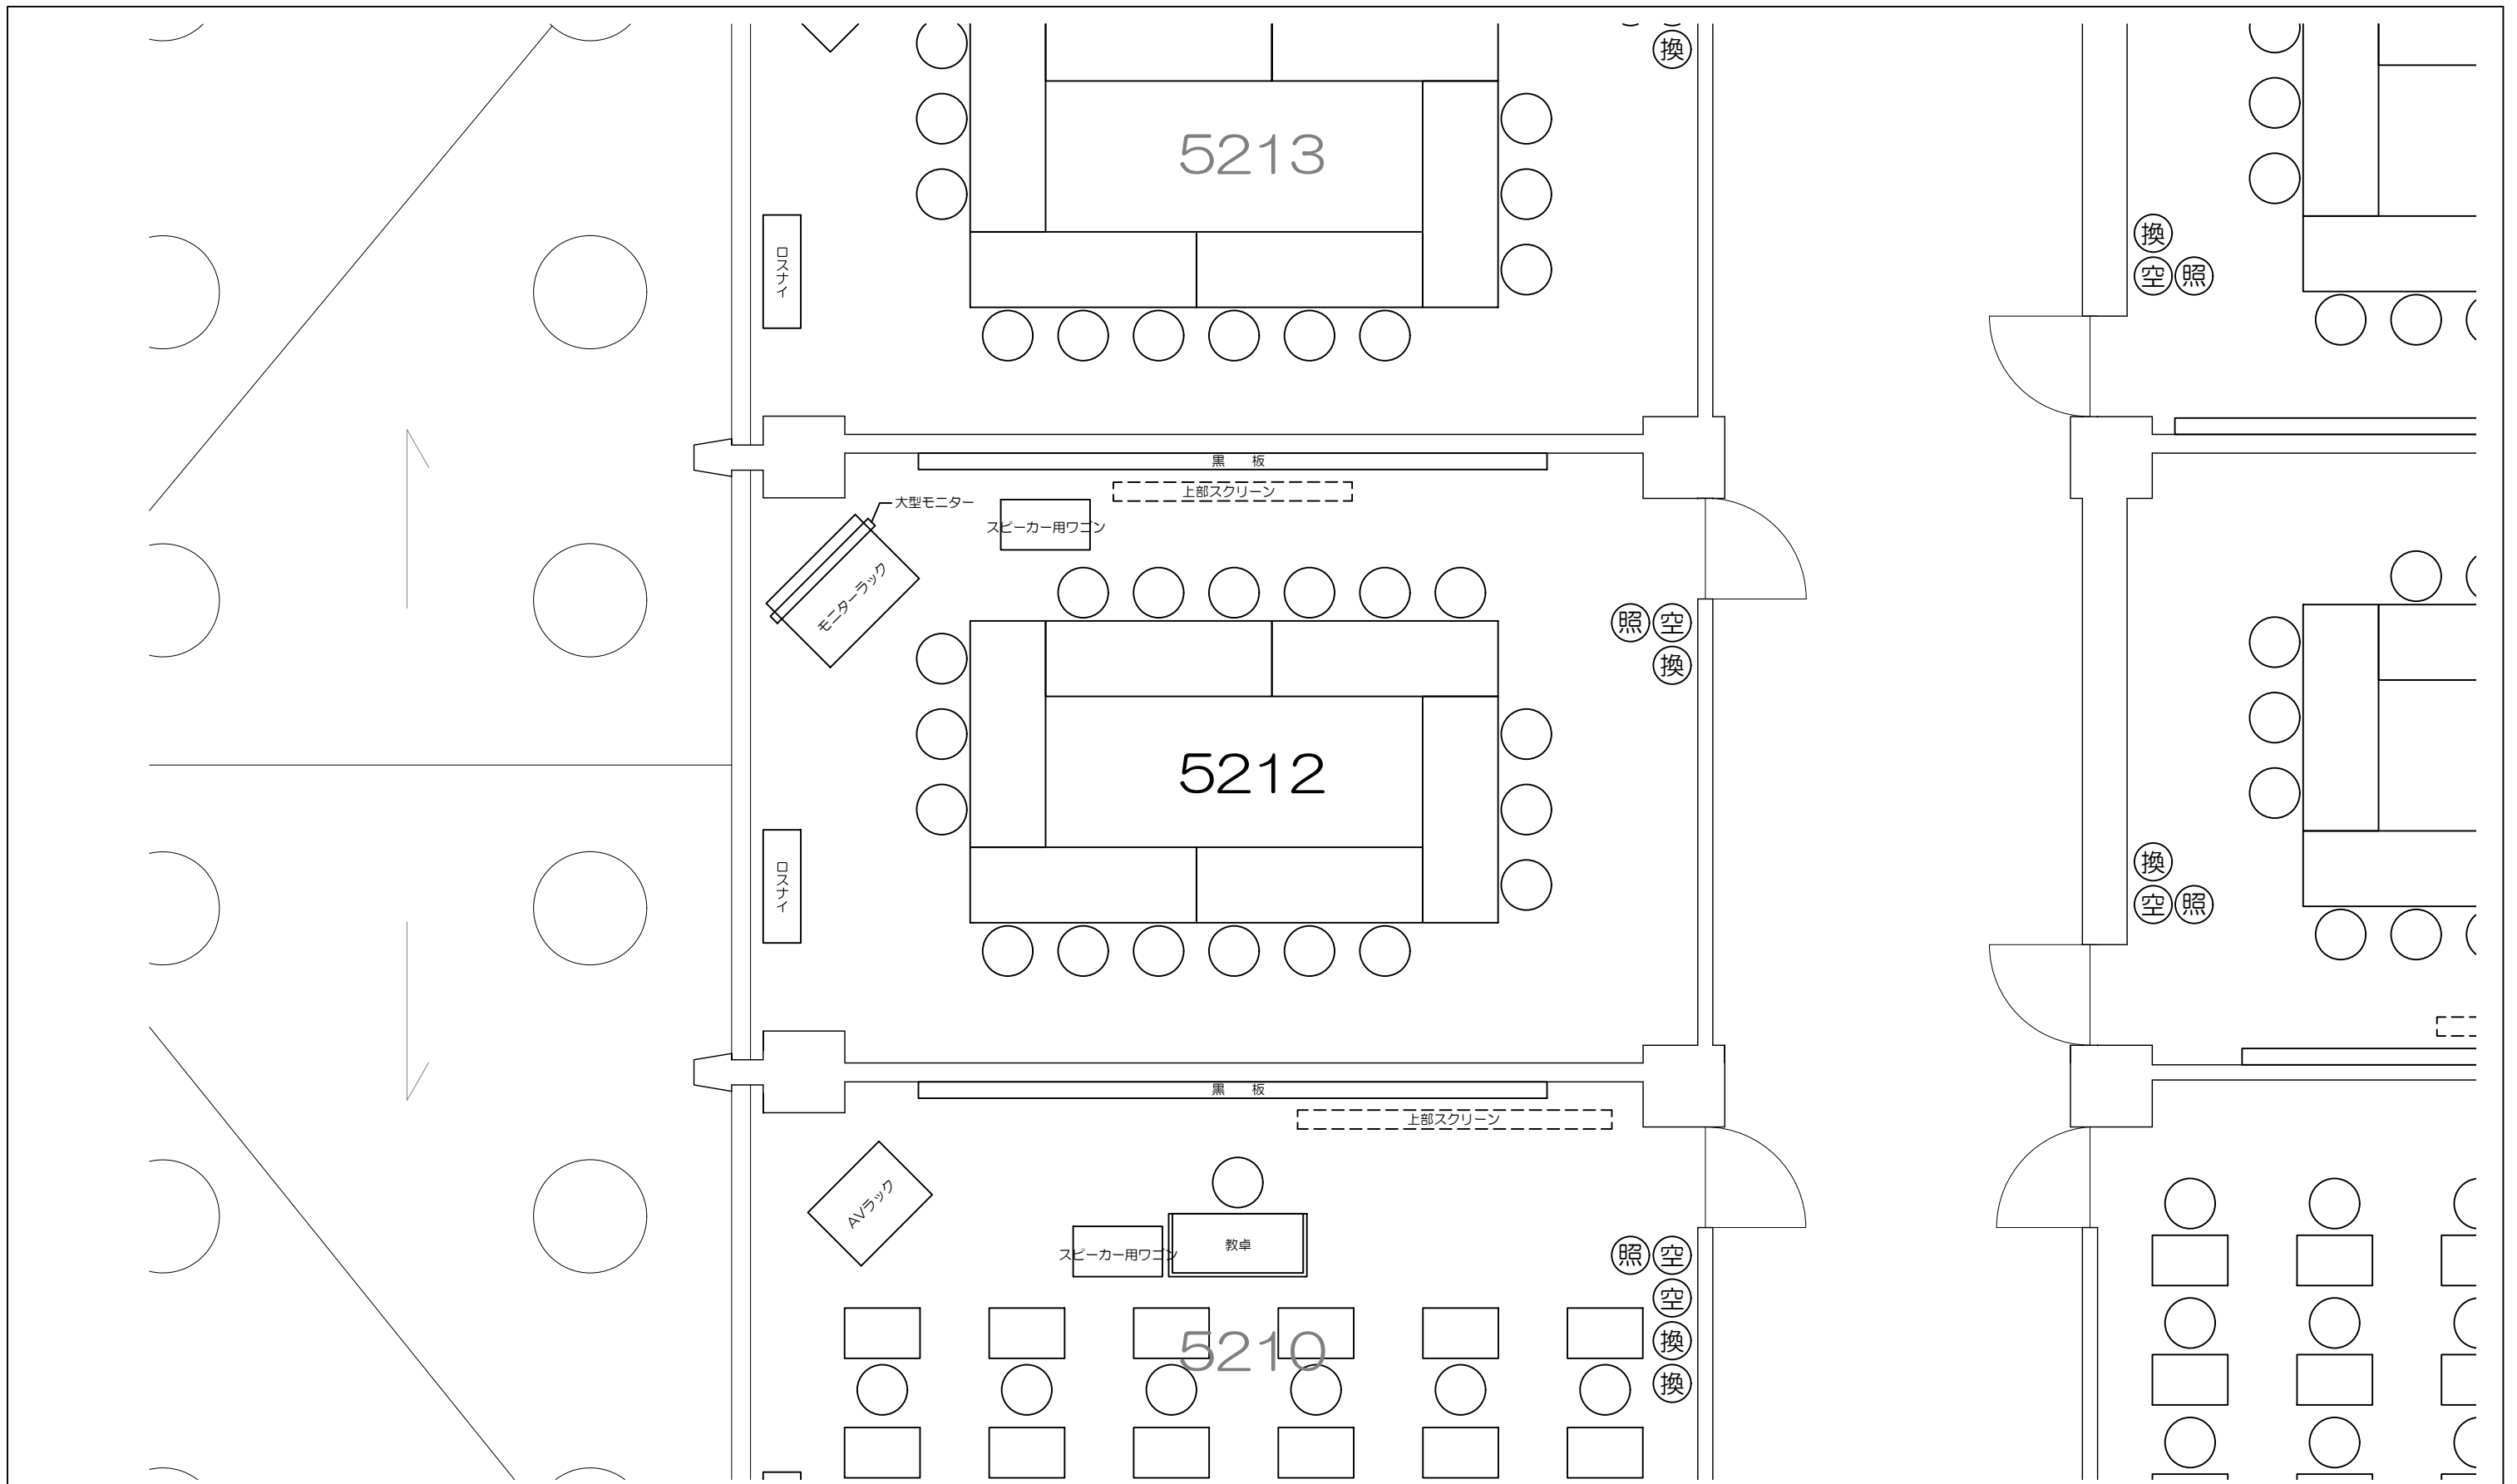 換
5213
換
空 照
ロスナイ
黒 板
上部スクリーン
大型モニター
スピーカー用ワゴン
モニターラック
照 空
換
5212
換
空 照
ロスナイ
黒 板
上部スクリーン
AVラック
スピーカー用ワゴン
教卓
照 空
空
換
換
5210